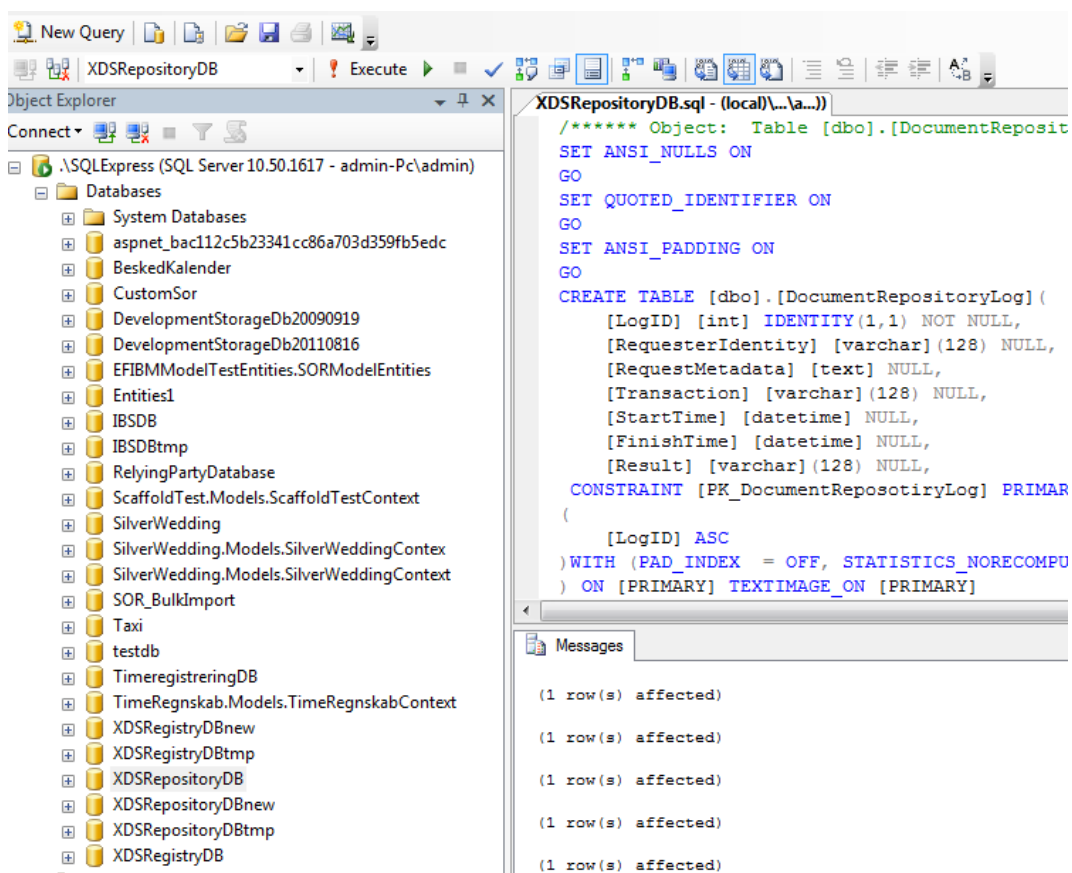 New Query
XDSRepositoryDB
Execute
Object Explorer
Connect
.\SQLExpress (SQL Server 10.50.1617 - admin-Pc\admin)
Databases
System Databases
aspnet_bac112c5b23341cc86a703d359fb5edc
BeskedKalender
CustomSor
DevelopmentStorageDb20090919
DevelopmentStorageDb20110816
EFIBMModelTestEntities.SORModelEntities
Entities1
IBSDB
IBSDBtmp
RelyingPartyDatabase
ScaffoldTest.Models.ScaffoldTestContext
SilverWedding
SilverWedding.Models.SilverWeddingContex
SilverWedding.Models.SilverWeddingContext
SOR_BulkImport
Taxi
testdb
TimeregistreringDB
TimeRegnskab.Models.TimeRegnskabContext
XDSRegistryDBnew
XDSRegistryDBtmp
XDSRepositoryDB
XDSRepositoryDBnew
XDSRepositoryDBtmp
XDSRegistryDB
XDSRepositoryDB.sql - (local)\...\a...))
/****** Object:  Table [dbo].[DocumentReposit
SET ANSI_NULLS ON
GO
SET QUOTED_IDENTIFIER ON
GO
SET ANSI_PADDING ON
GO
CREATE TABLE [dbo].[DocumentRepositoryLog](
[LogID] [int] IDENTITY(1,1) NOT NULL,
[RequesterIdentity] [varchar](128) NULL,
[RequestMetadata] [text] NULL,
[Transaction] [varchar](128) NULL,
[StartTime] [datetime] NULL,
[FinishTime] [datetime] NULL,
[Result] [varchar](128) NULL,
CONSTRAINT [PK_DocumentReposotiryLog] PRIMAR
(
[LogID] ASC
)WITH (PAD_INDEX  = OFF, STATISTICS_NORECOMPU
) ON [PRIMARY] TEXTIMAGE_ON [PRIMARY]
Messages
(1 row(s) affected)
(1 row(s) affected)
(1 row(s) affected)
(1 row(s) affected)
(1 row(s) affected)